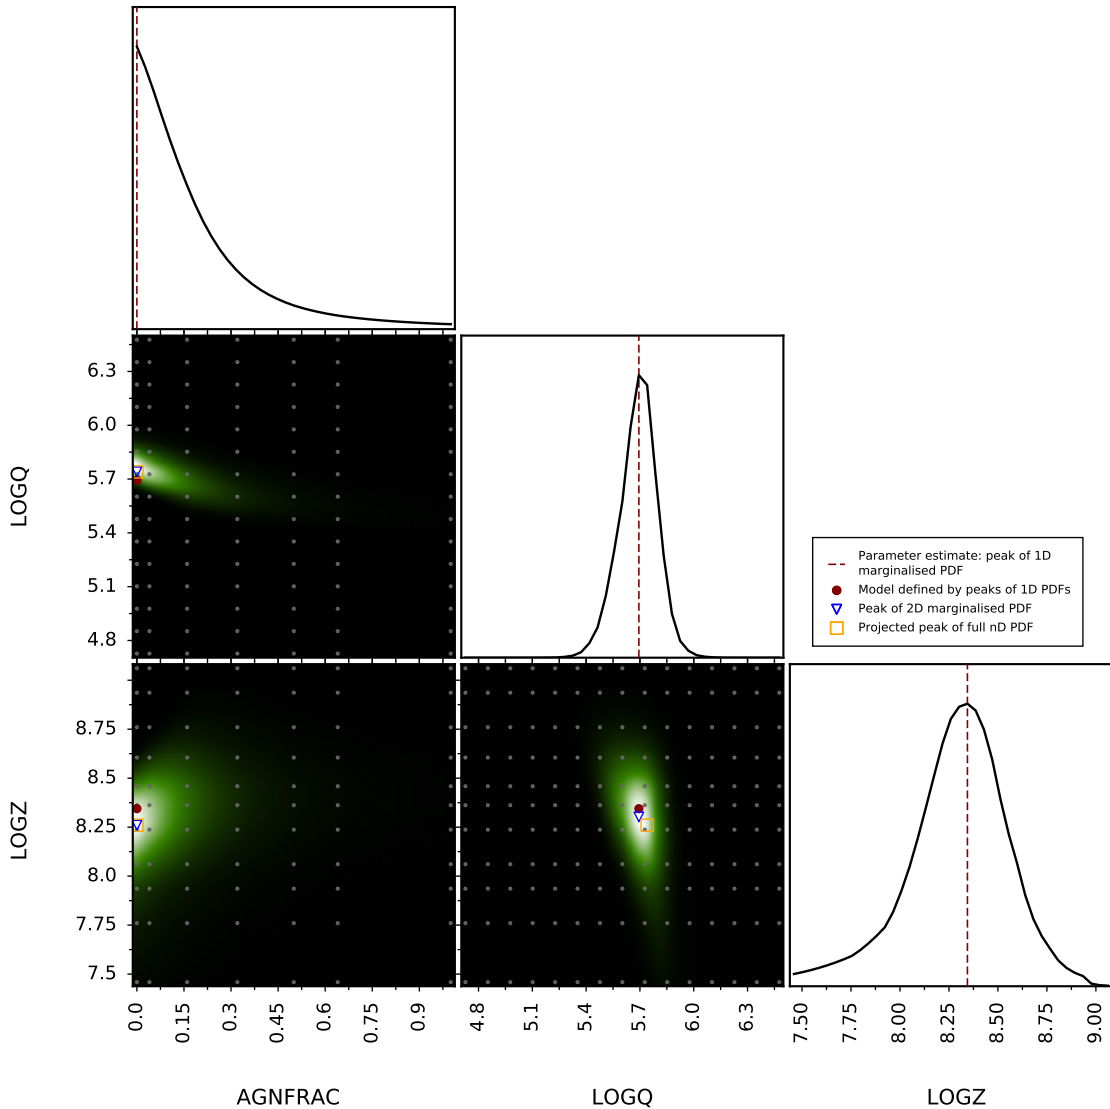 6.3
6.0
5.7
5.4
5.1
4.8
LOGQ
Parameter estimate: peak of 1D
marginalised PDF
Model defined by peaks of 1D PDFs
Peak of 2D marginalised PDF
Projected peak of full nD PDF
8.75
8.5
8.25
8.0
7.75
7.5
LOGZ
0.0 0.15 0.3 0.45 0.6 0.75 0.9
4.8 5.1 5.4 5.7 6.0 6.3
7.50 7.75 8.00 8.25 8.50 8.75 9.00
AGNFRAC LOGQ LOGZ